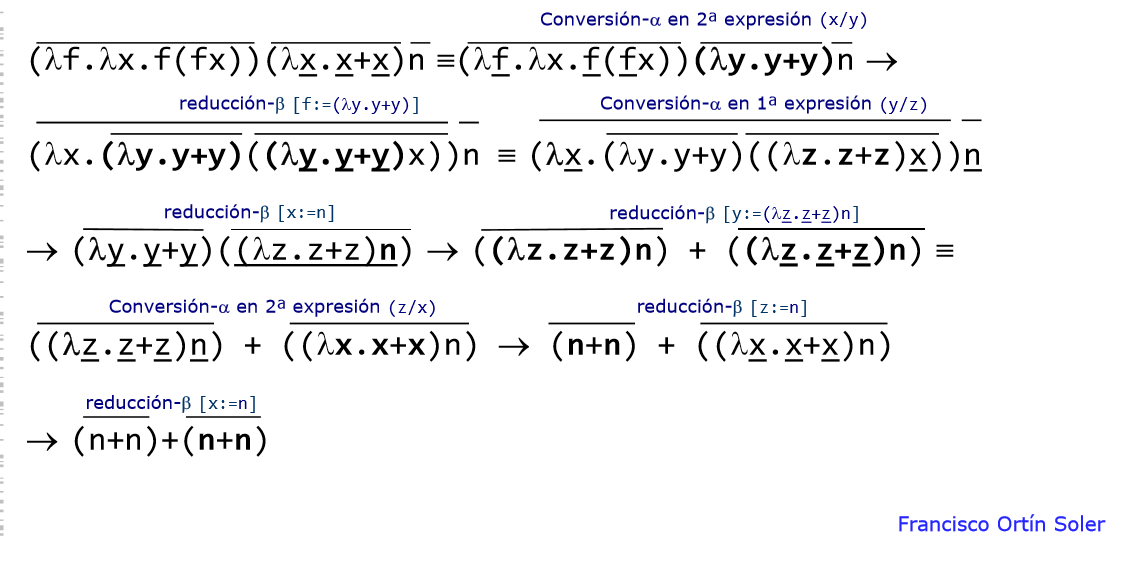 Conversión-α en 2ª expresión (x/y)
(λf.λx.f(fx))(λx.x+x)n ≡(λf.λx.f(fx))(λy.y+y)n →
reducción-β [f:=(λy.y+y)] Conversión-α en 1ª expresión (y/z)
(λx.(λy.y+y)((λy.y+y)x))n ≡ (λx.(λy.y+y)((λz.z+z)x))n
reducción-β [x:=n] reducción-β [y:=(λz.z+z)n]
→ (λy.y+y)((λz.z+z)n) → ((λz.z+z)n) + ((λz.z+z)n) ≡
Conversión-α en 2ª expresión (z/x) reducción-β [z:=n]
((λz.z+z)n) + ((λx.x+x)n) → (n+n) + ((λx.x+x)n)
reducción-β [x:=n]
→ (n+n)+(n+n)
Francisco Ortín Soler